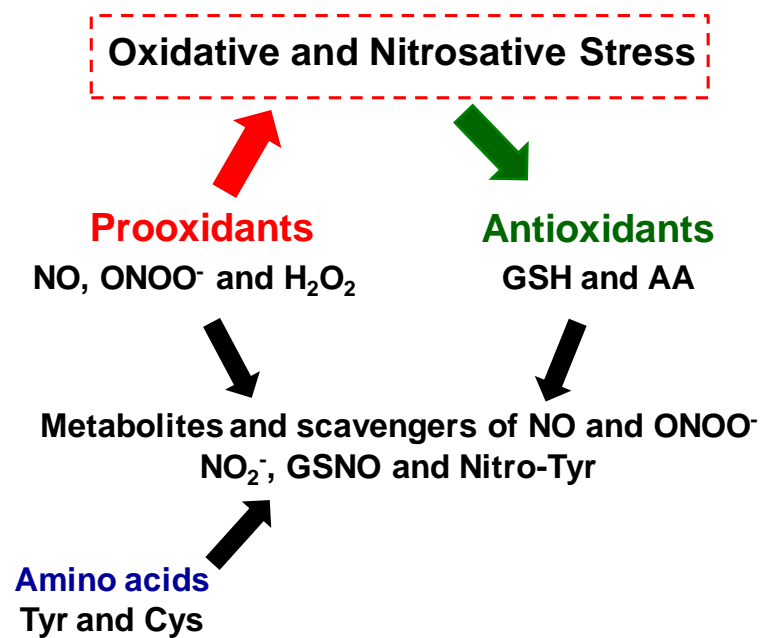 Oxidative and Nitrosative Stress
Prooxidants
NO, ONOO⁻ and H₂O₂
Antioxidants
GSH and AA
Metabolites and scavengers of NO and ONOO⁻
NO₂⁻, GSNO and Nitro-Tyr
Amino acids
Tyr and Cys